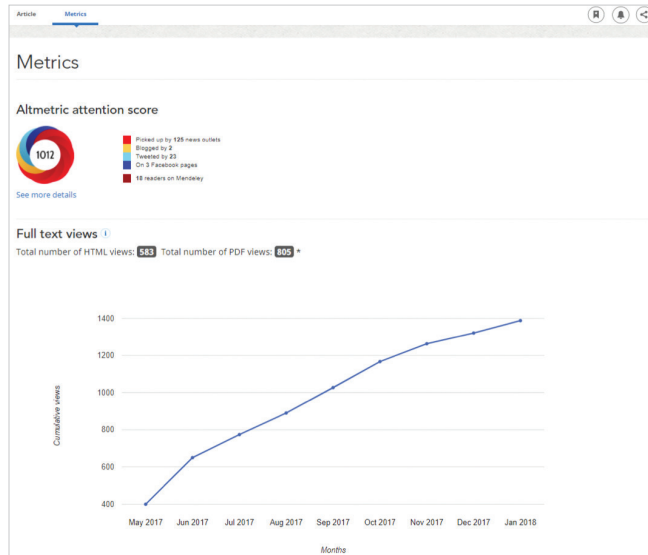 Article Metrics
Metrics
Altmetric attention score
1012
Picked up by 125 news outlets
Blogged by 2
Tweeted by 23
On 3 Facebook pages
18 readers on Mendeley
See more details
Full text views i
Total number of HTML views: 583 Total number of PDF views: 805 *
1400
1200
1000
800
600
400
Cumulative views
May 2017 Jun 2017 Jul 2017 Aug 2017 Sep 2017 Oct 2017 Nov 2017 Dec 2017 Jan 2018
Months